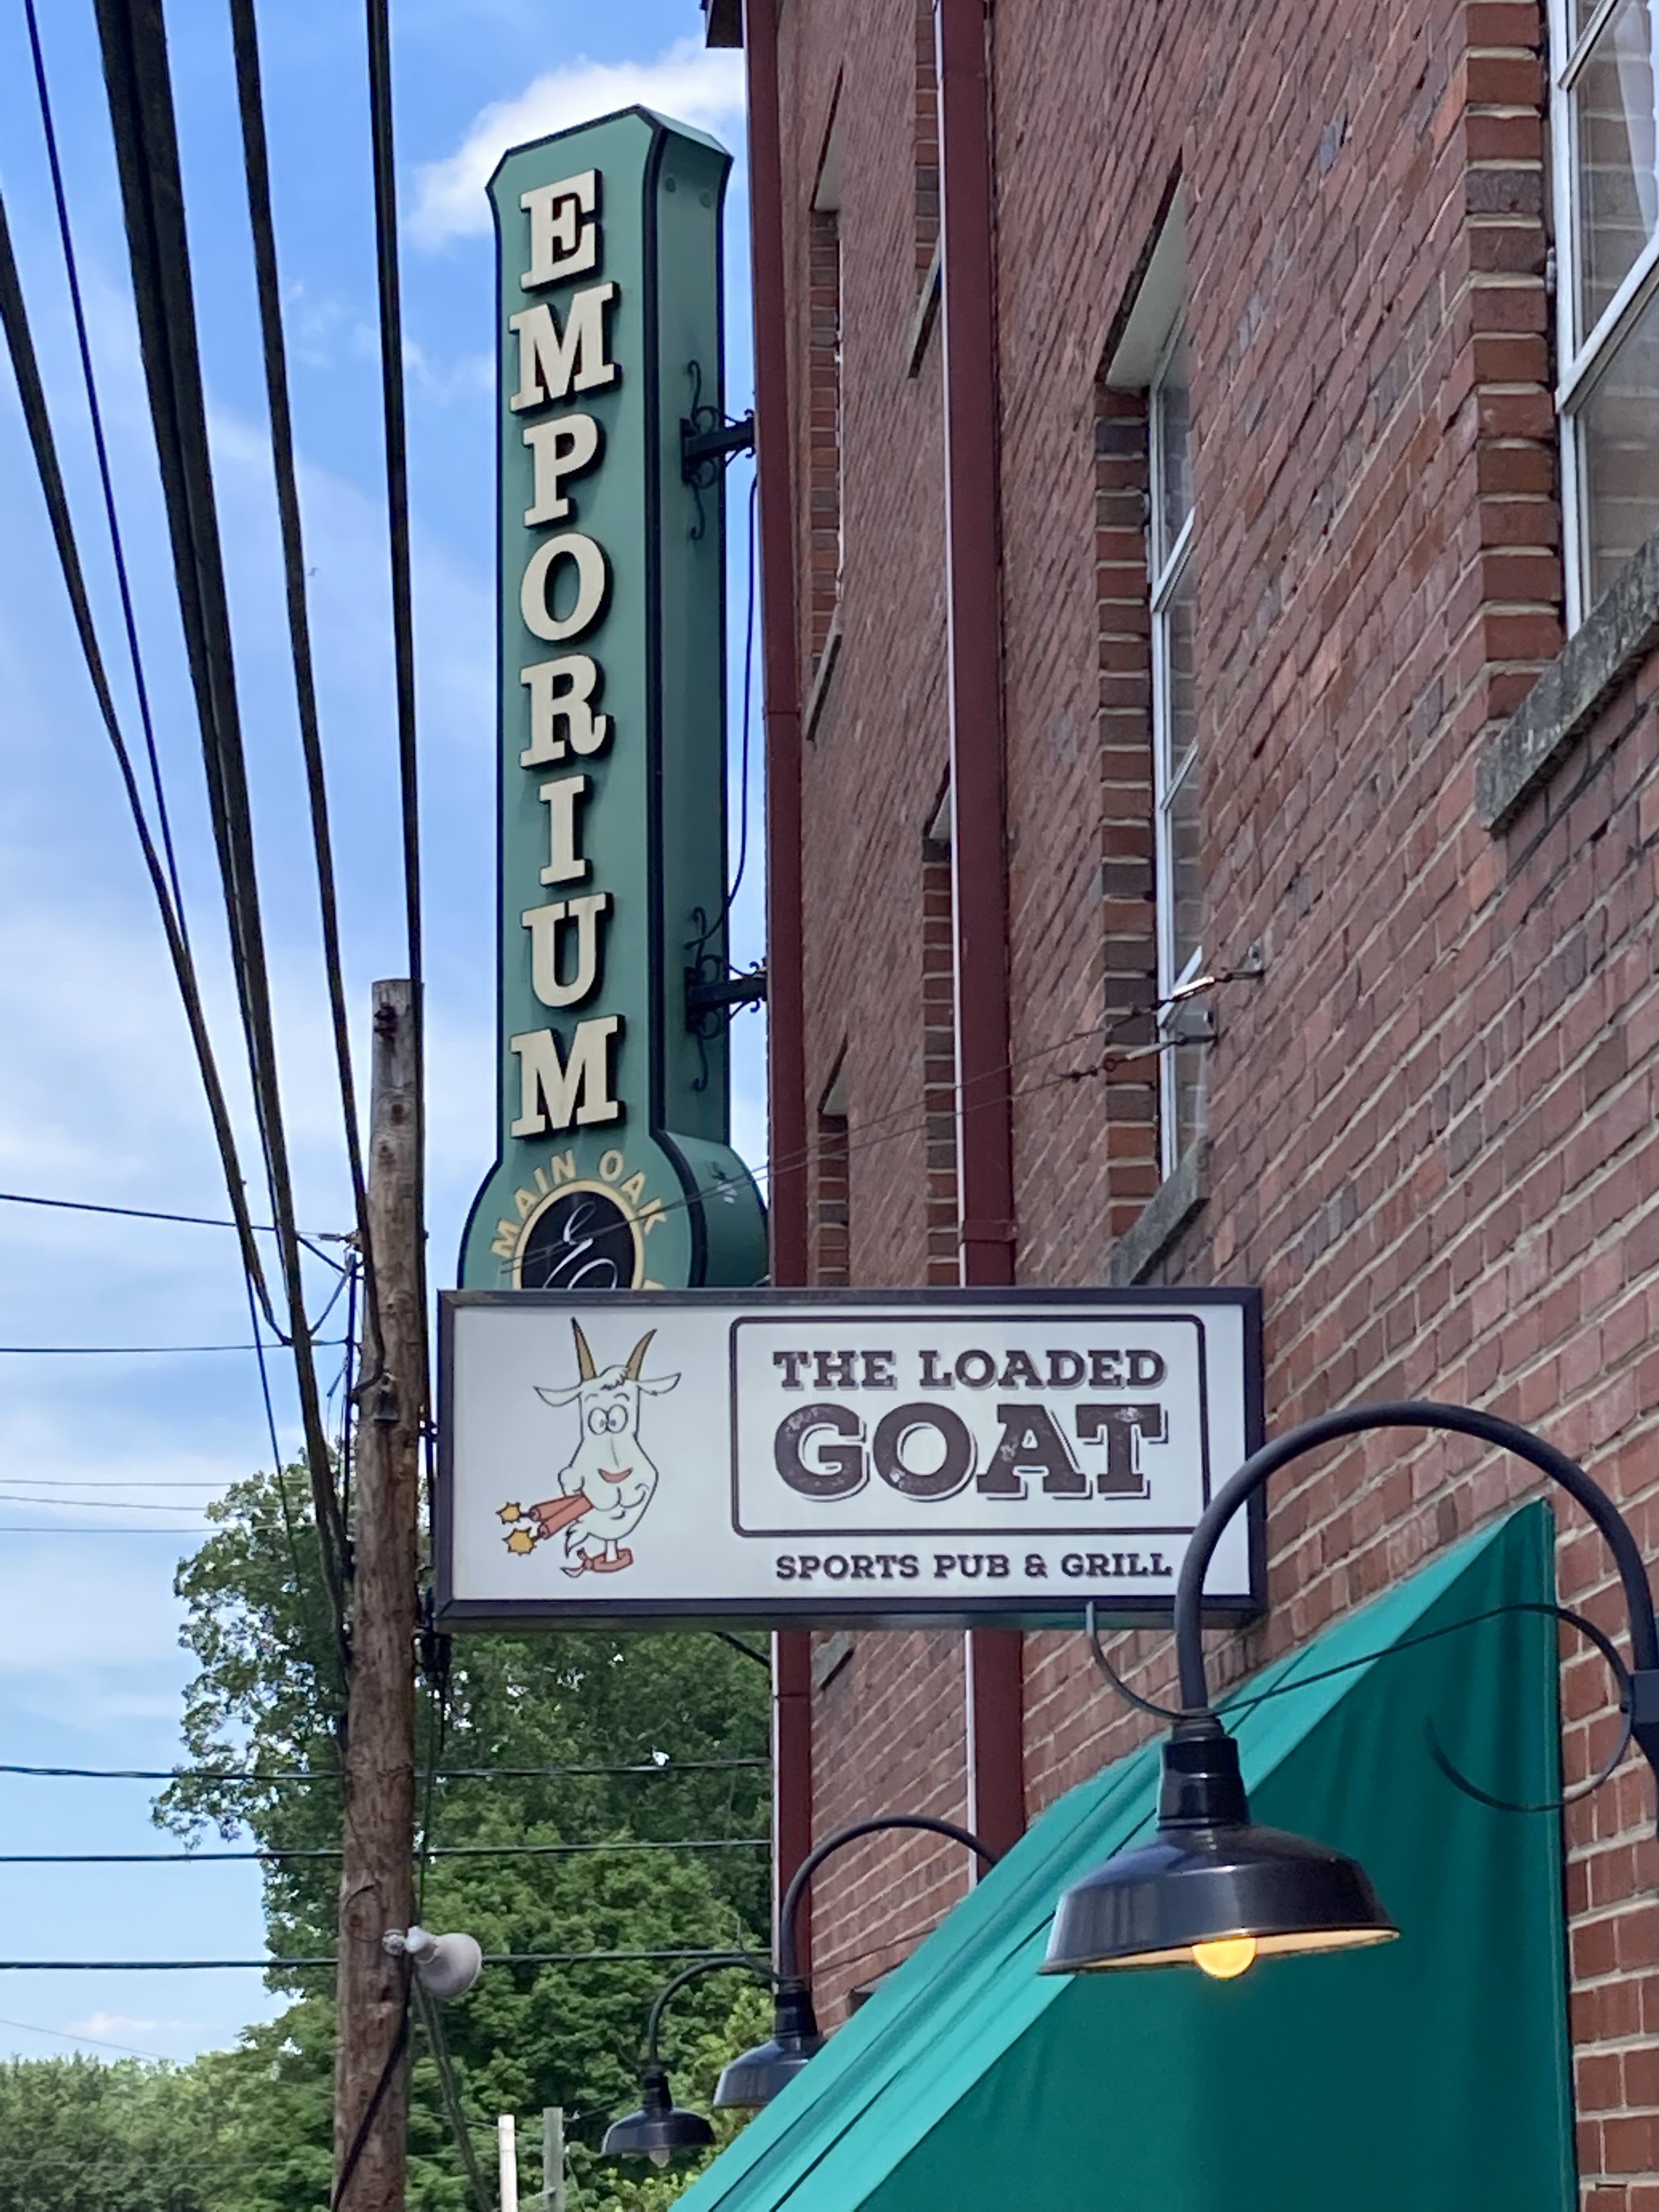 EMPORIUM
MAIN OAK
E
THE LOADED
GOAT
SPORTS PUB & GRILL